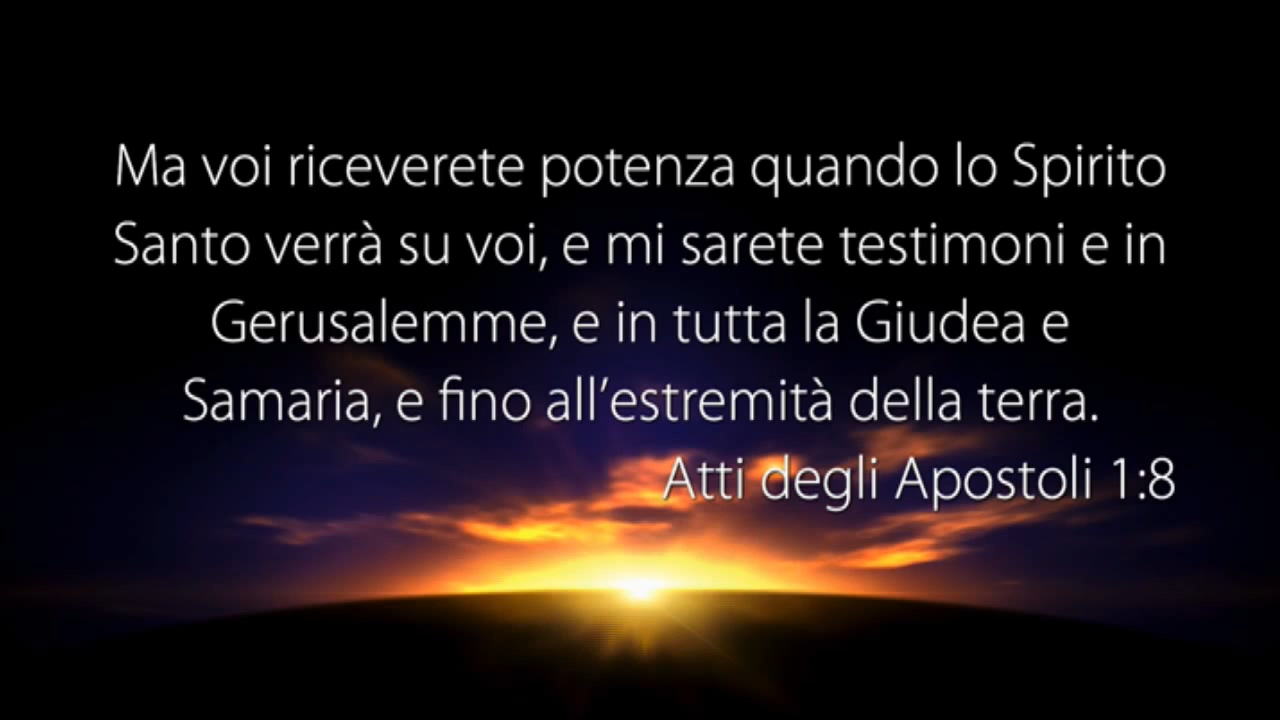 Ma voi riceverete potenza quando lo Spirito
Santo verrà su voi, e mi sarete testimoni e in
Gerusalemme, e in tutta la Giudea e
Samaria, e fino all’estremità della terra.
Atti degli Apostoli 1:8